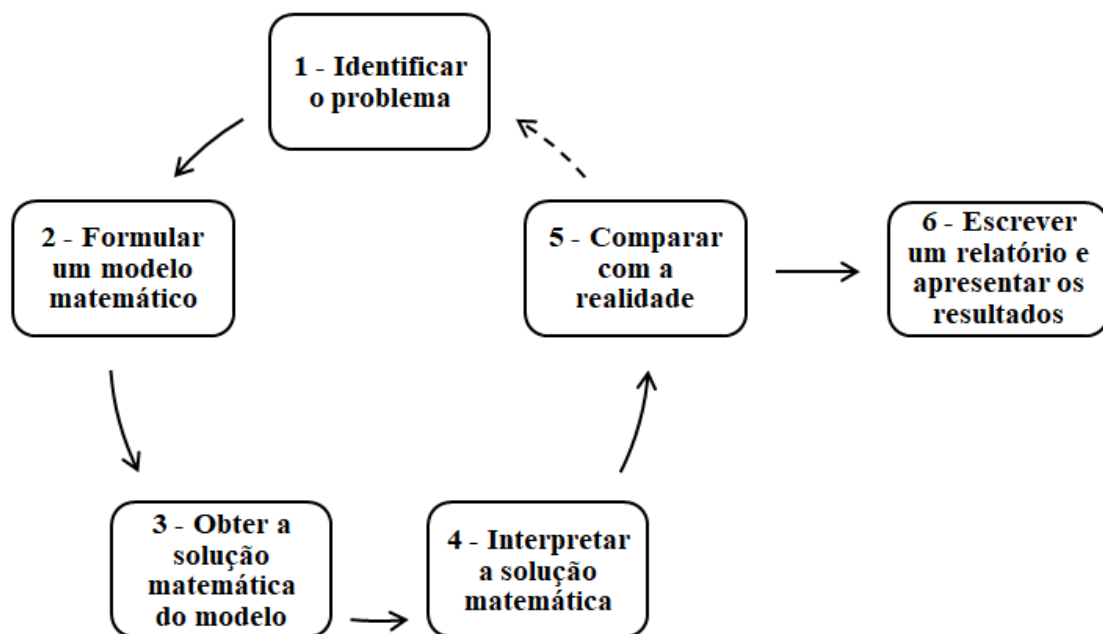 1 - Identificar
o problema
2 - Formular
um modelo
matemático
3 - Obter a
solução
matemática
do modelo
4 - Interpretar
a solução
matemática
5 - Comparar
com a
realidade
6 - Escrever
um relatório e
apresentar os
resultados